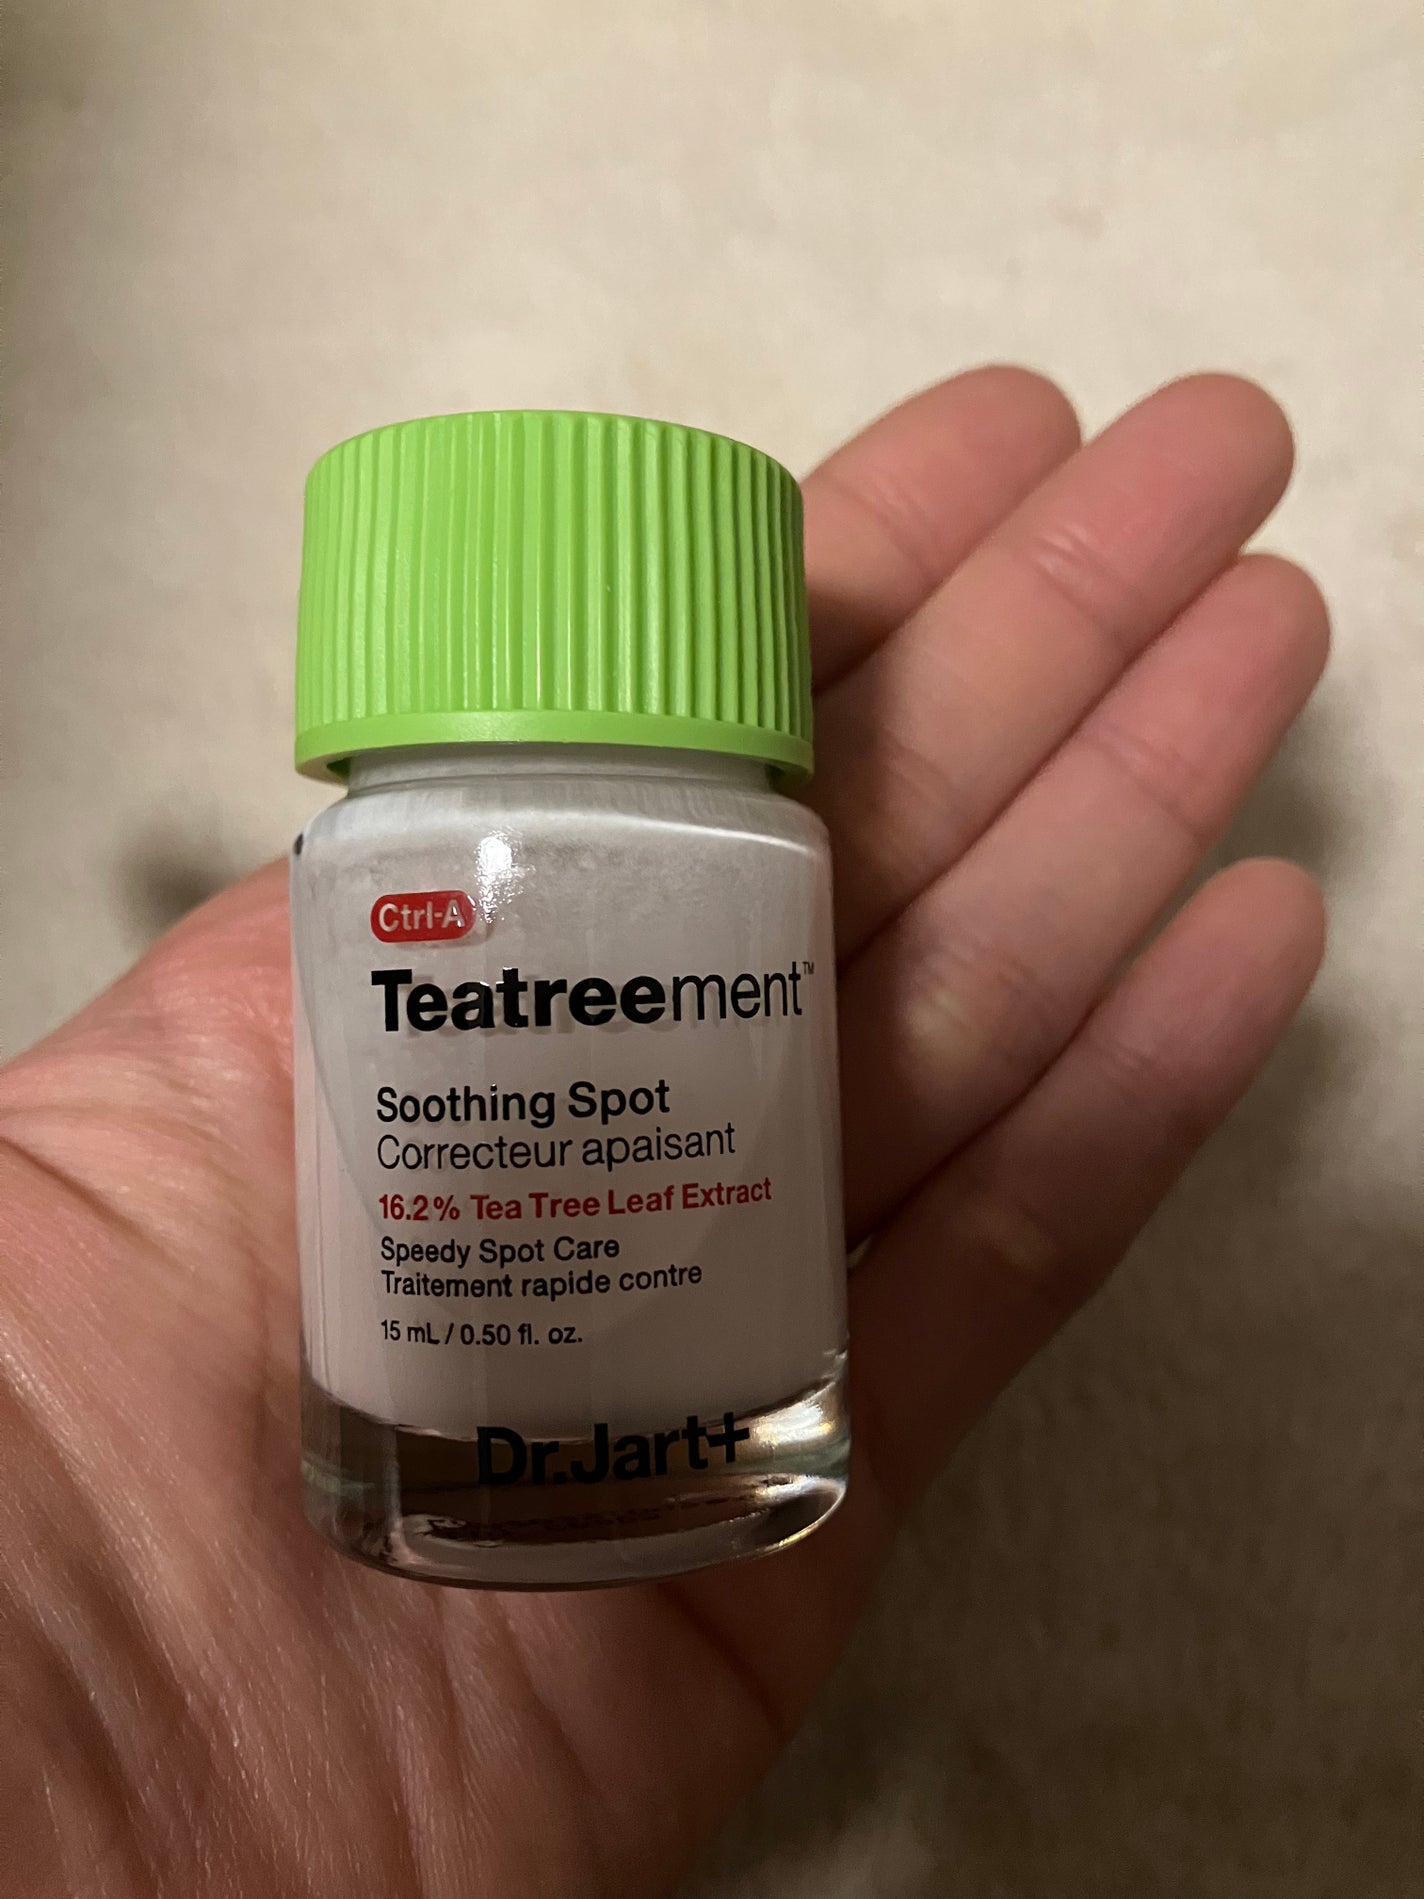 Ctrl-A
Teatreement™
Soothing Spot
Correcteur apaisant
16.2% Tea Tree Leaf Extract
Speedy Spot Care
Traitement rapide contre
15 mL / 0.50 fl. oz.
Dr.Jart+